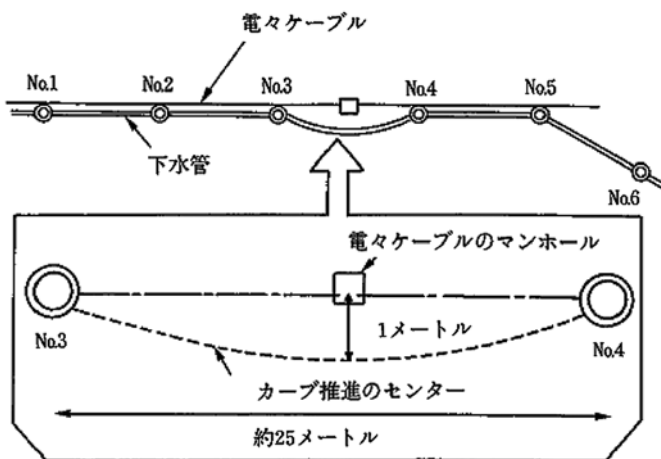 電々ケーブル
No.1
No.2
No.3
No.4
No.5
下水管
No.6
電々ケーブルのマンホール
No.3
1メートル
No.4
カーブ推進のセンター
約25メートル